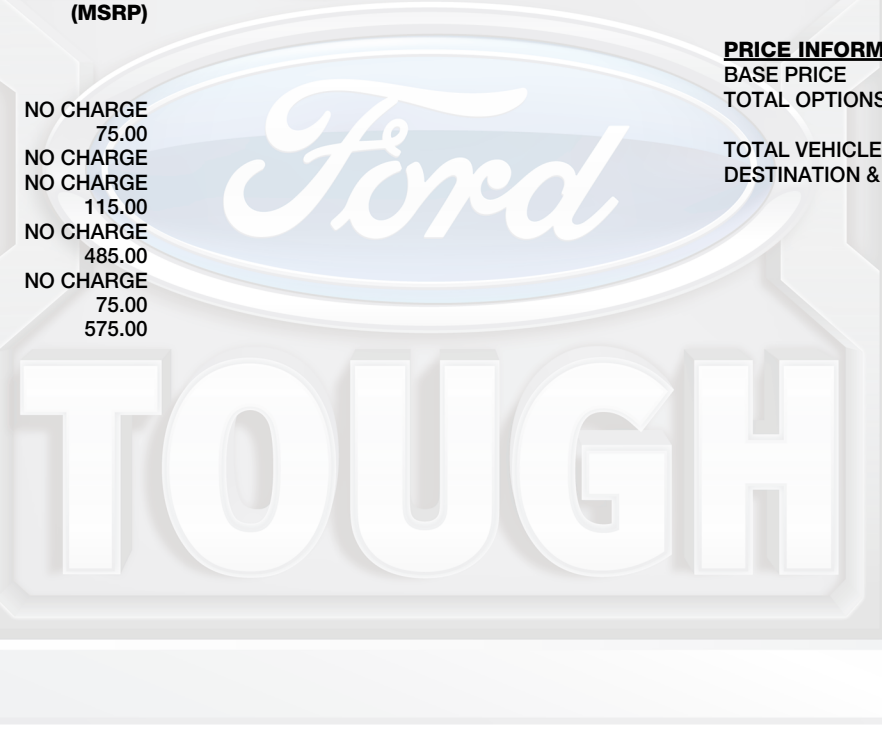 (MSRP)
NO CHARGE
75.00
NO CHARGE
NO CHARGE
115.00
NO CHARGE
485.00
NO CHARGE
75.00
575.00
PRICE INFORM
BASE PRICE
TOTAL OPTIONS
TOTAL VEHICLE
DESTINATION &
Ford
TOUGH